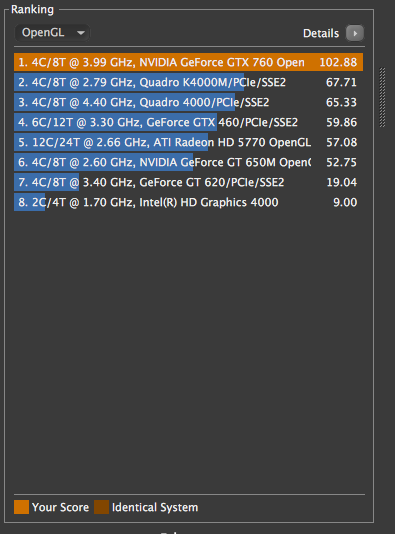 Ranking
OpenGL
Details
1. 4C/8T @ 3.99 GHz, NVIDIA GeForce GTX 760 Open 102.88
2. 4C/8T @ 2.79 GHz, Quadro K4000M/PCIe/SSE2 67.71
3. 4C/8T @ 4.40 GHz, Quadro 4000/PCIe/SSE2 65.33
4. 6C/12T @ 3.30 GHz, GeForce GTX 460/PCIe/SSE2 59.86
5. 12C/24T @ 2.66 GHz, ATI Radeon HD 5770 OpenGL 57.08
6. 4C/8T @ 2.60 GHz, NVIDIA GeForce GT 650M Open 52.75
7. 4C/8T @ 3.40 GHz, GeForce GT 620/PCIe/SSE2 19.04
8. 2C/4T @ 1.70 GHz, Intel(R) HD Graphics 4000 9.00
Your Score Identical System